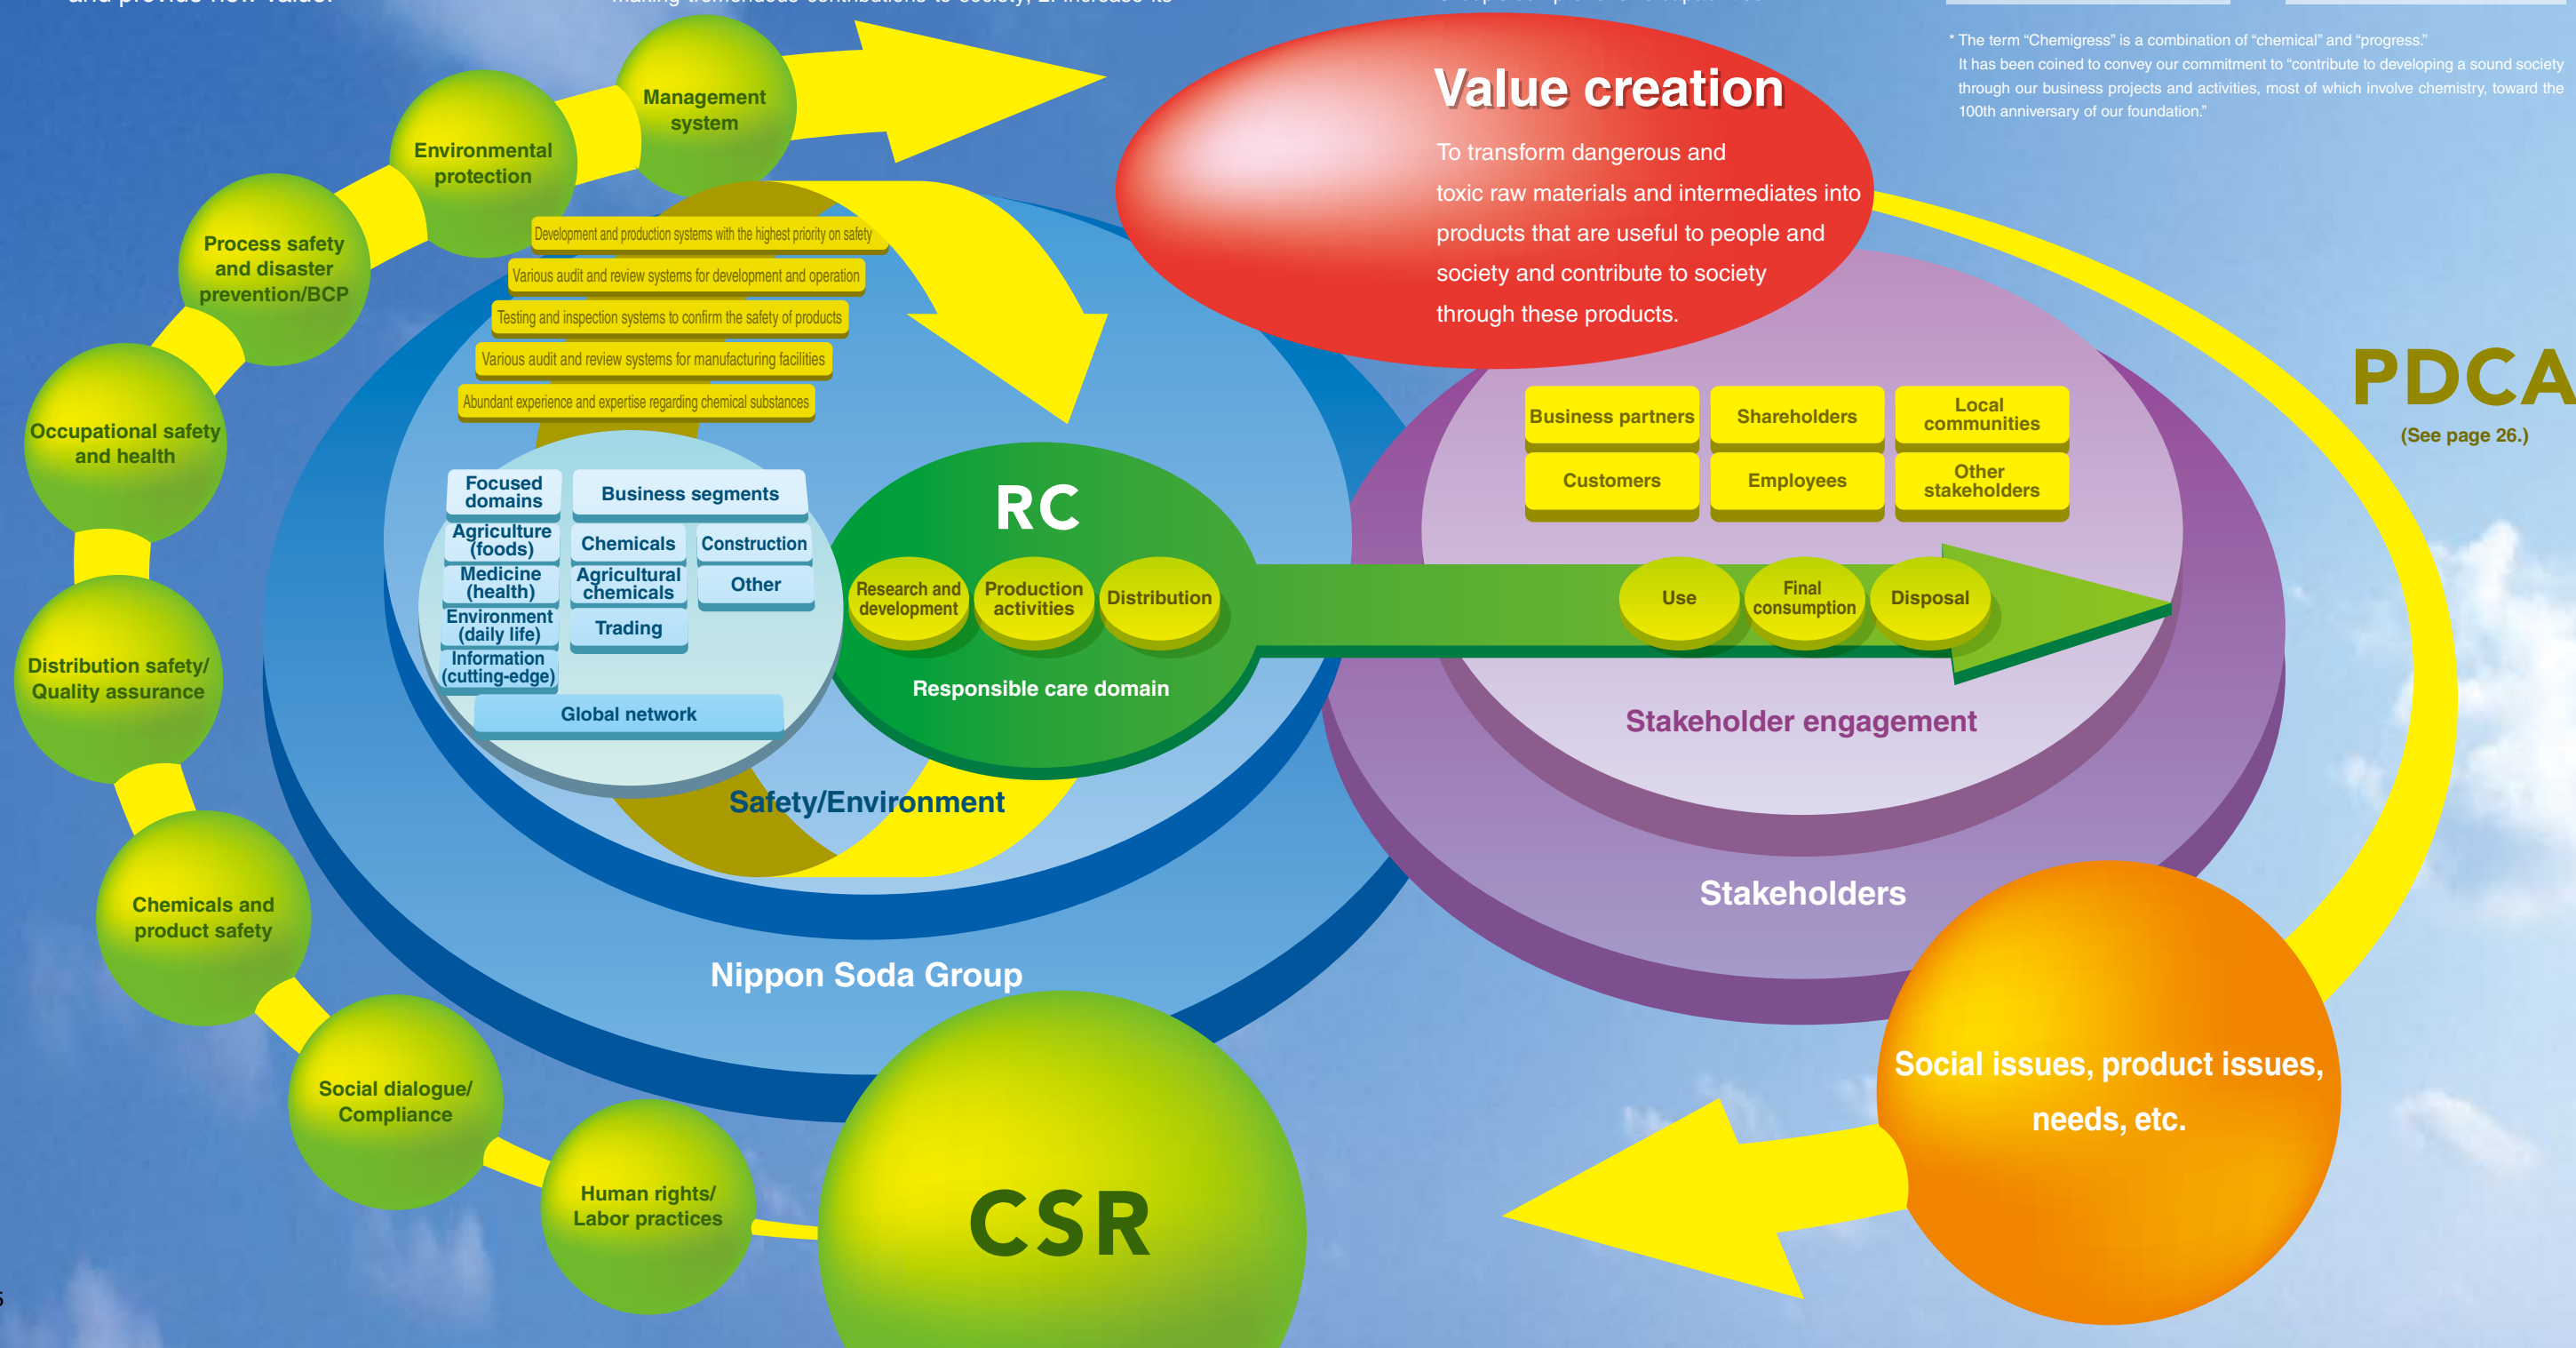 and provide new value.
* The term “Chemigress” is a combination of “chemical” and “progress.”
It has been coined to convey our commitment to “contribute to developing a sound society
through our business projects and activities, most of which involve chemistry, toward the
100th anniversary of our foundation.”
Management
system
Environmental
protection
Process safety
and disaster
prevention/BCP
Occupational safety
and health
Distribution safety/
Quality assurance
Chemicals and
product safety
Social dialogue/
Compliance
Human rights/
Labor practices
CSR
Value creation
To transform dangerous and
toxic raw materials and intermediates into
products that are useful to people and
society and contribute to society
through these products.
PDCA
(See page 26.)
Development and production systems with the highest priority on safety
Various audit and review systems for development and operation
Testing and inspection systems to confirm the safety of products
Various audit and review systems for manufacturing facilities
Abundant experience and expertise regarding chemical substances
Focused
domains
Agriculture
(foods)
Medicine
(health)
Environment
(daily life)
Information
(cutting-edge)
Business segments
Chemicals
Construction
Agricultural
chemicals
Other
Trading
Global network
RC
Research and
development
Production
activities
Distribution
Responsible care domain
Safety/Environment
Nippon Soda Group
Business partners
Shareholders
Local
communities
Customers
Employees
Other
stakeholders
Use
Final
consumption
Disposal
Stakeholder engagement
Stakeholders
Social issues, product issues,
needs, etc.